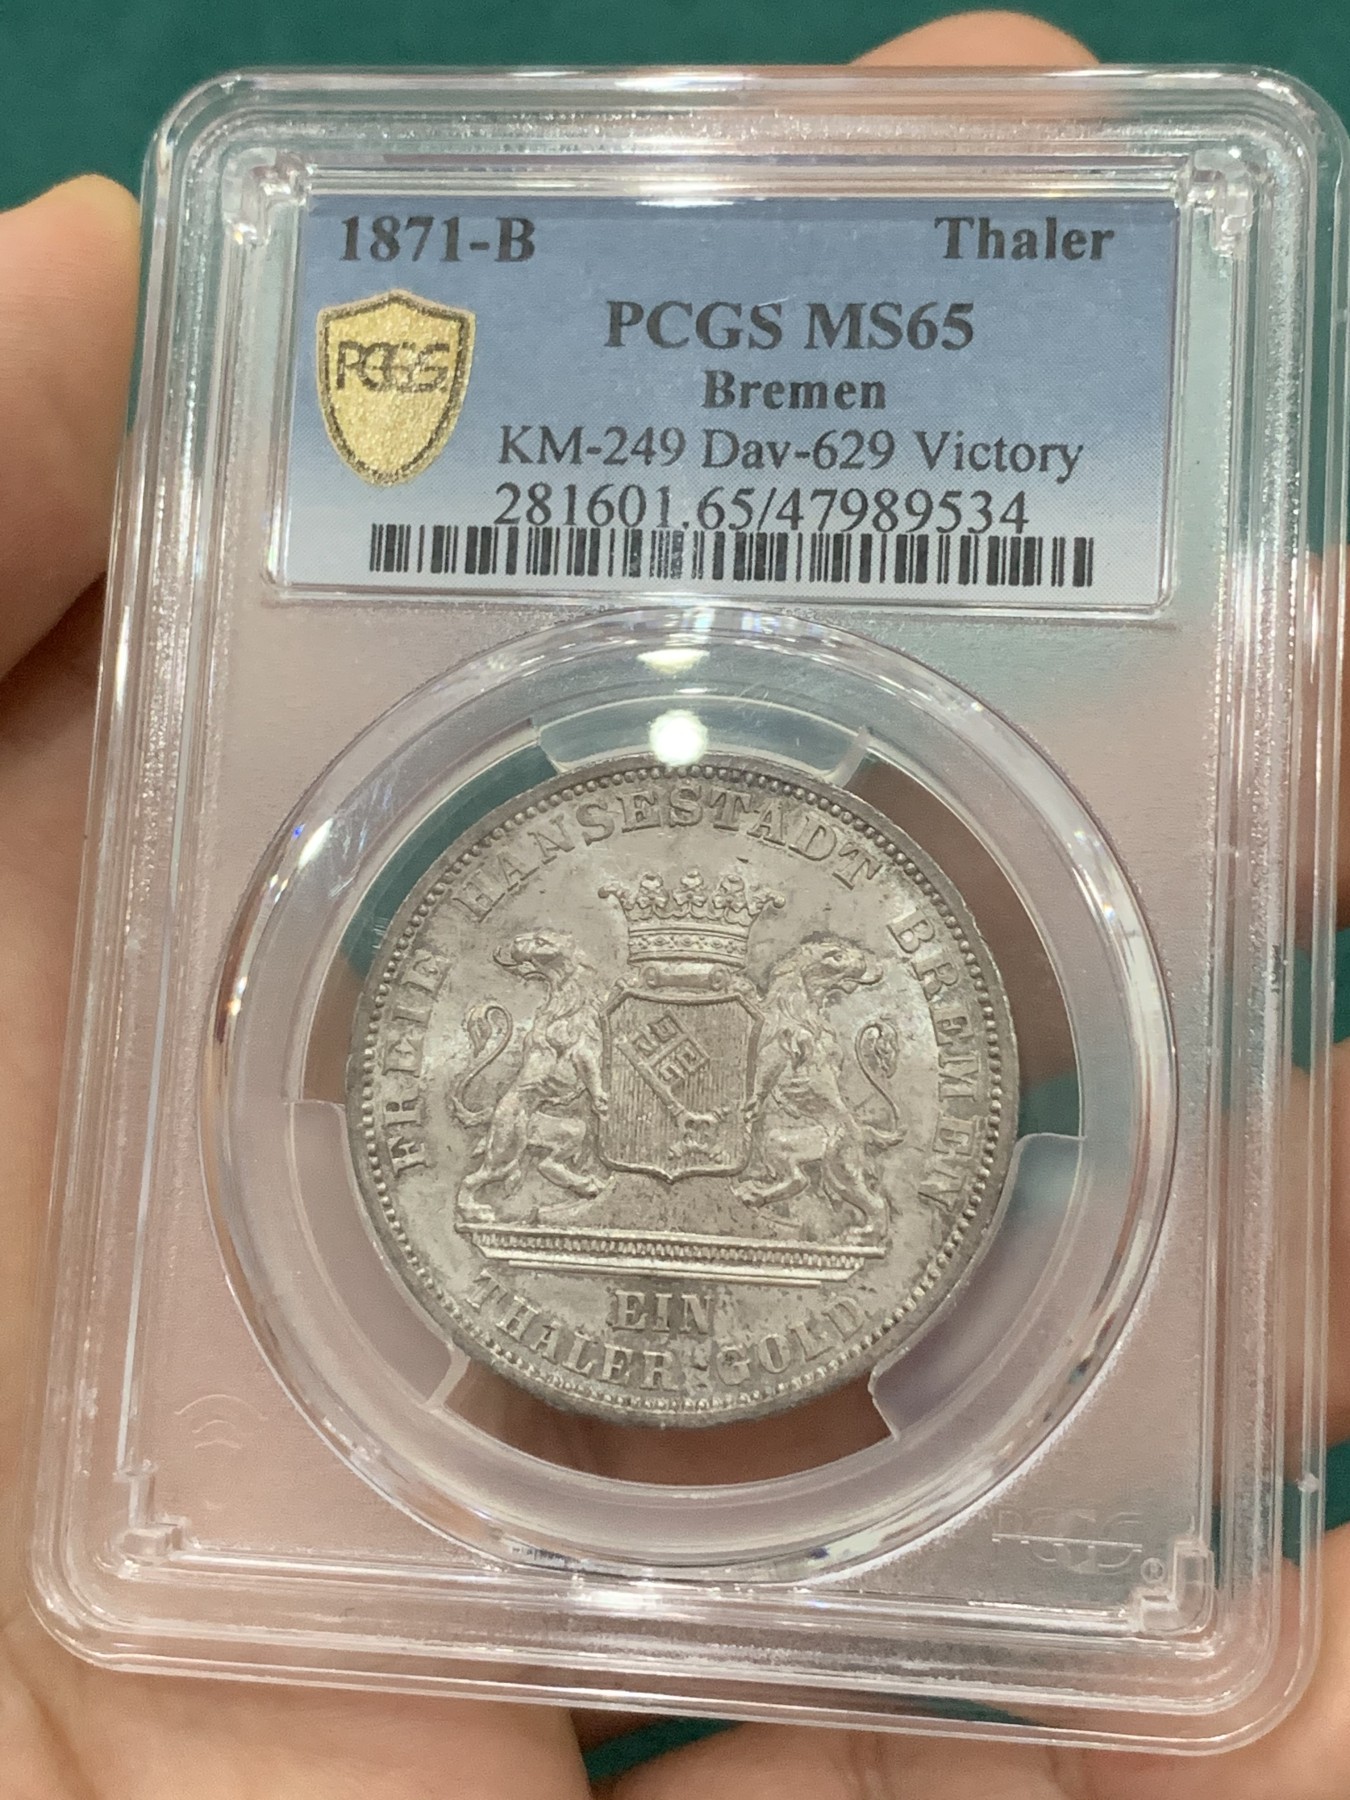 1871-B Thaler
PCGS
PCGS MS65
Bremen
KM-249 Dav-629 Victory
281601.65/47989534
FREIE HANSESTADT BREMEN
EIN
THALER GOLD
PCGS®